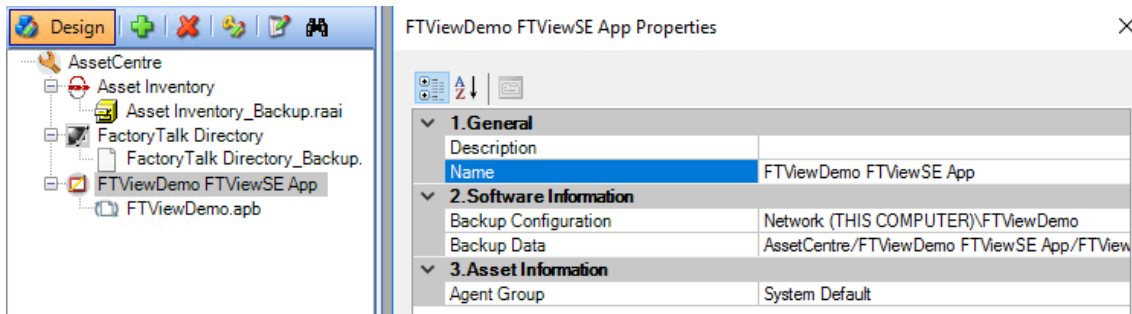 Design
AssetCentre
Asset Inventory
Asset Inventory_Backup.raai
FactoryTalk Directory
FactoryTalk Directory_Backup.
FTViewDemo FTViewSE App
FTViewDemo.apb
FTViewDemo FTViewSE App Properties
1.General
Description
Name FTViewDemo FTViewSE App
2.Software Information
Backup Configuration Network (THIS COMPUTER)\FTViewDemo
Backup Data AssetCentre/FTViewDemo FTViewSE App/FTView
3.Asset Information
Agent Group System Default